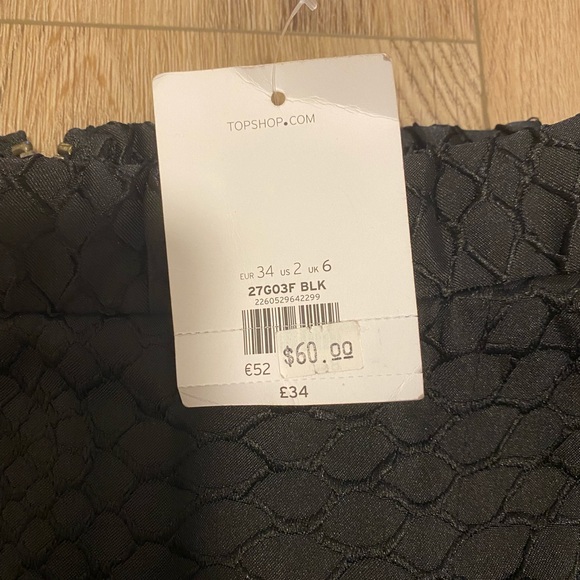 TOPSHOP.COM
EUR 34 US 2 UK 6
27G03F BLK
2260529642299
€52
$60.00
£34